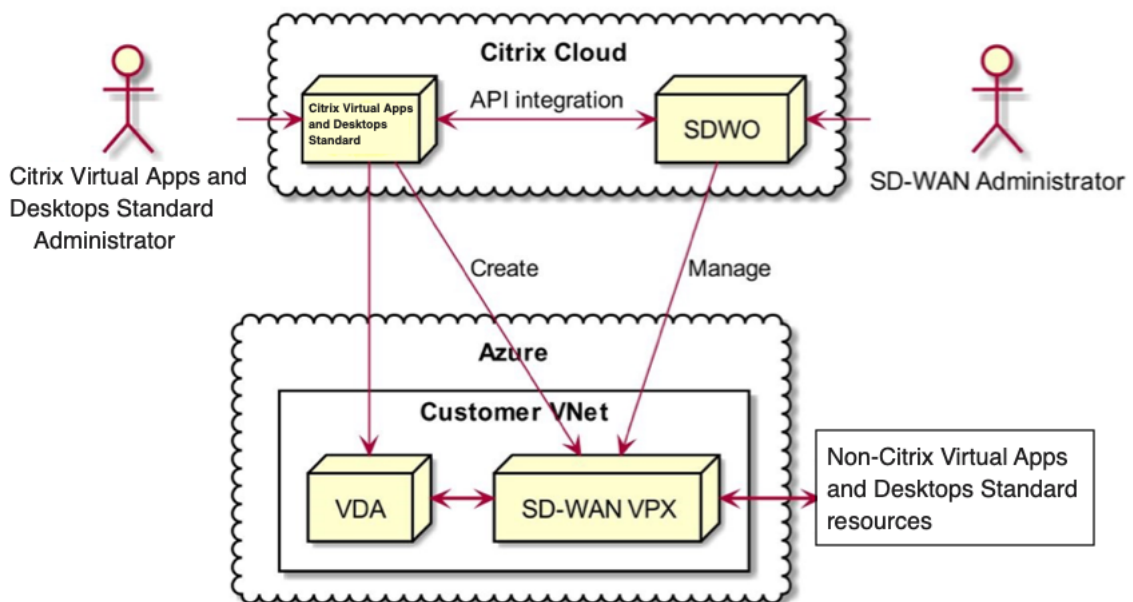 Citrix Cloud
Citrix Virtual Apps
and Desktops
Standard
API integration
SDWO
Citrix Virtual Apps and
Desktops Standard
Administrator
SD-WAN Administrator
Create
Manage
Azure
Customer VNet
VDA
SD-WAN VPX
Non-Citrix Virtual Apps
and Desktops Standard
resources